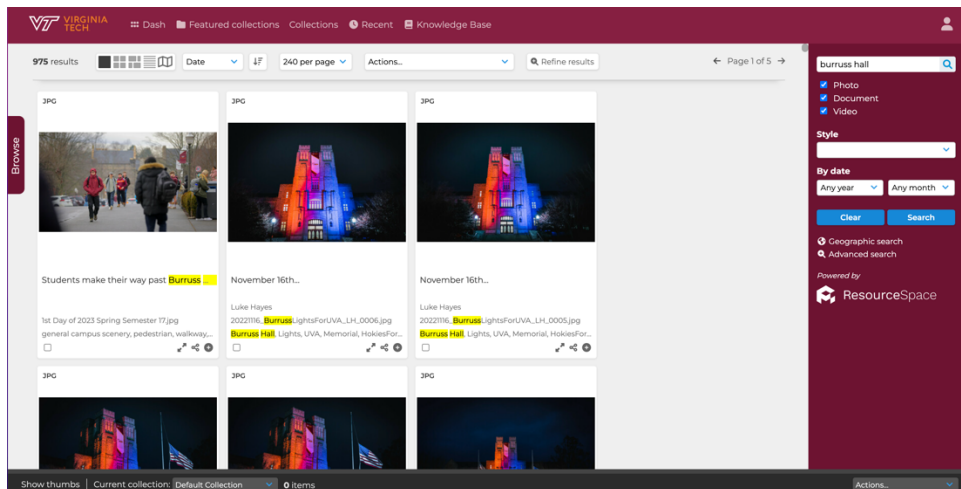 VT VIRGINIA TECH
Dash Featured collections Collections Recent Knowledge Base
975 results Date 240 per page Actions... Refine results Page 1 of 5
Browse
JPG
Students make their way past Burruss ...
1st Day of 2023 Spring Semester 17.jpg
general campus scenery, pedestrian, walkway,...
JPG
November 16th...
Luke Hayes
20221116_BurrussLightsForUVA_LH_0006.jpg
Burruss Hall, Lights, UVA, Memorial, HokiesFor...
JPG
November 16th...
Luke Hayes
20221116_BurrussLightsForUVA_LH_0005.jpg
Burruss Hall, Lights, UVA, Memorial, HokiesFor...
JPG
JPG
JPG
burruss hall
Photo
Document
Video
Style
By date
Any year Any month
Clear Search
Geographic search
Advanced search
Powered by
ResourceSpace
Show thumbs | Current collection: Default Collection 0 items Actions...